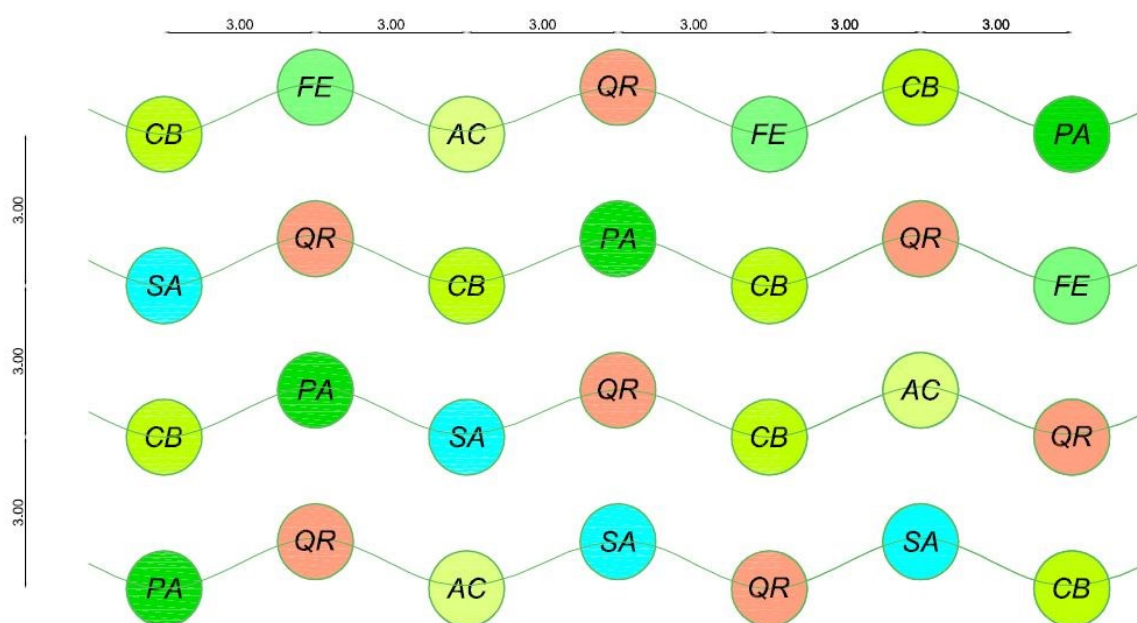 3.00 3.00 3.00 3.00 3.00 3.00
CB FE AC QR FE CB PA
3.00
SA QR CB PA CB QR FE
3.00
CB PA SA QR CB AC QR
3.00
PA QR AC SA QR SA CB